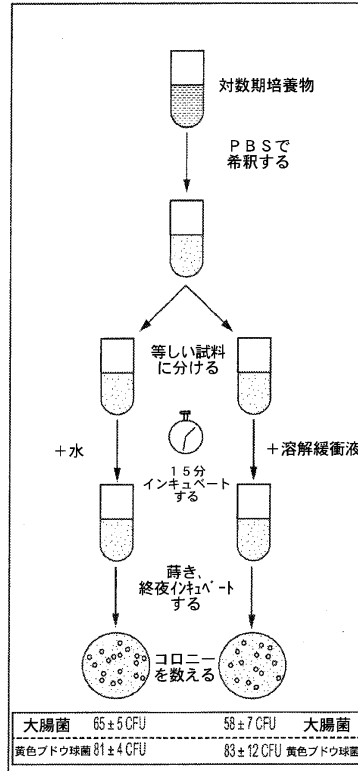 対数期培養物
ＰＢＳで
希釈する
等しい試料
に分ける
＋水
＋溶解緩衝液
１５分
インキュベート
する
蒔き、
終夜インキュベート
する
コロニー
を数える
大腸菌 65±5 CFU 58±7 CFU 大腸菌
黄色ブドウ球菌 81±4 CFU 83±12 CFU 黄色ブドウ球菌